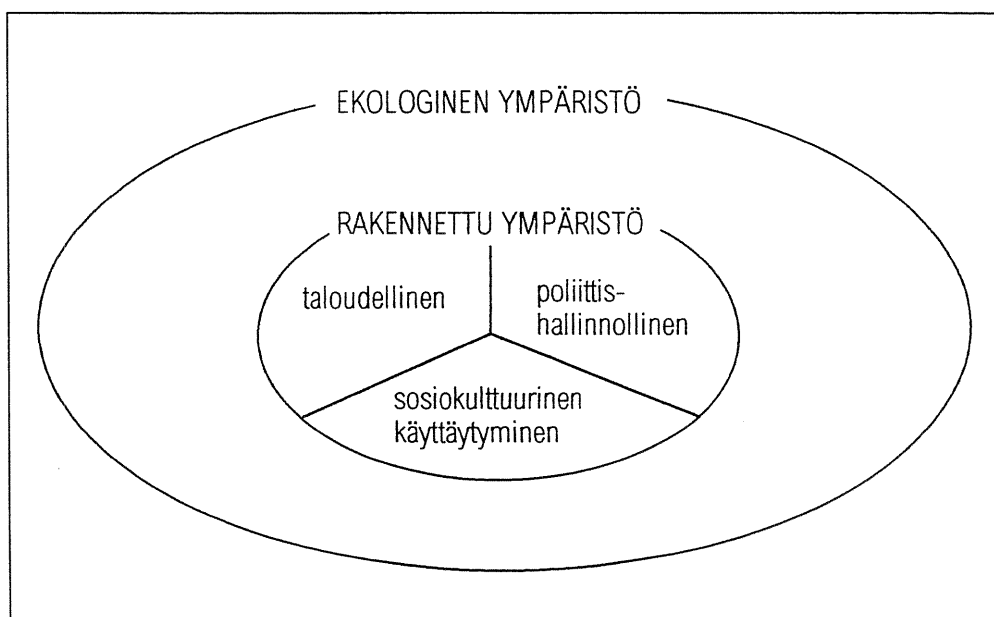 EKOLOGINEN YMPÄRISTÖ
RAKENNETTU YMPÄRISTÖ
taloudellinen
poliittis-
hallinnollinen
sosiokulttuurinen
käyttäytyminen